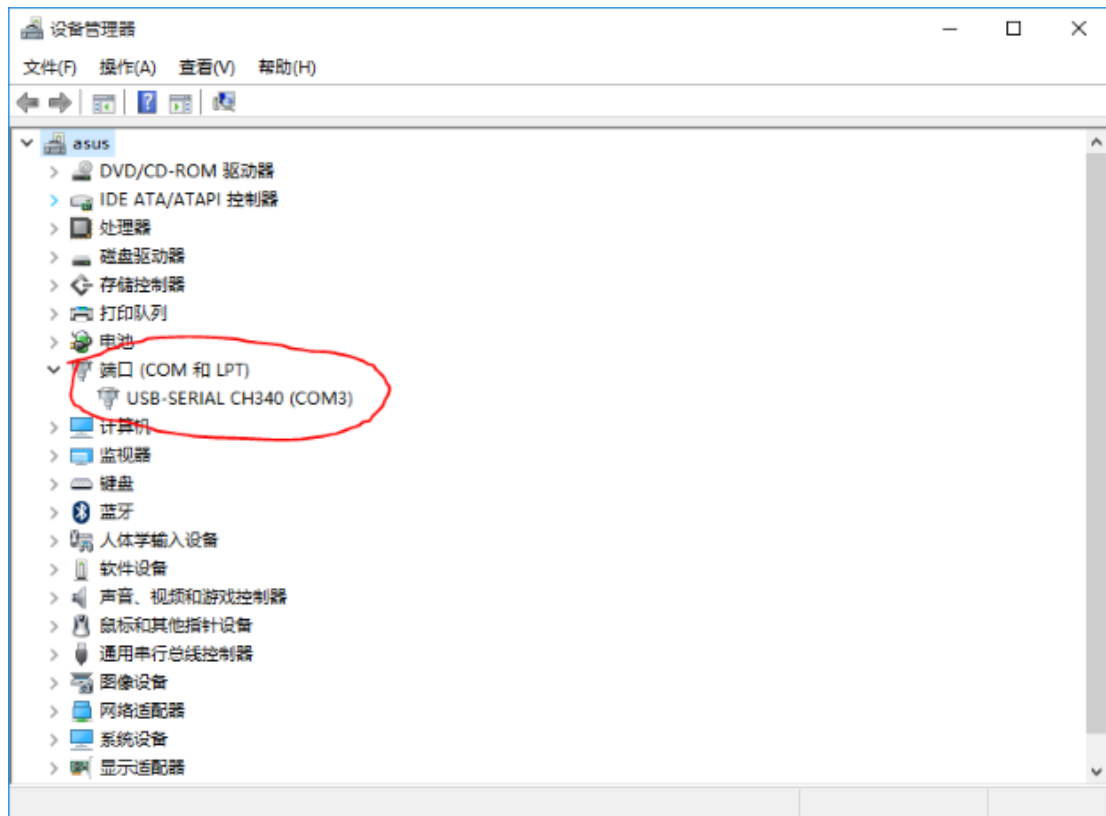 设备管理器
文件(F) 操作(A) 查看(V) 帮助(H)
asus
DVD/CD-ROM 驱动器
IDE ATA/ATAPI 控制器
处理器
磁盘驱动器
存储控制器
打印队列
电池
端口 (COM 和 LPT)
USB-SERIAL CH340 (COM3)
计算机
监视器
键盘
蓝牙
人体学输入设备
软件设备
声音、视频和游戏控制器
鼠标和其他指针设备
通用串行总线控制器
图像设备
网络适配器
系统设备
显示适配器